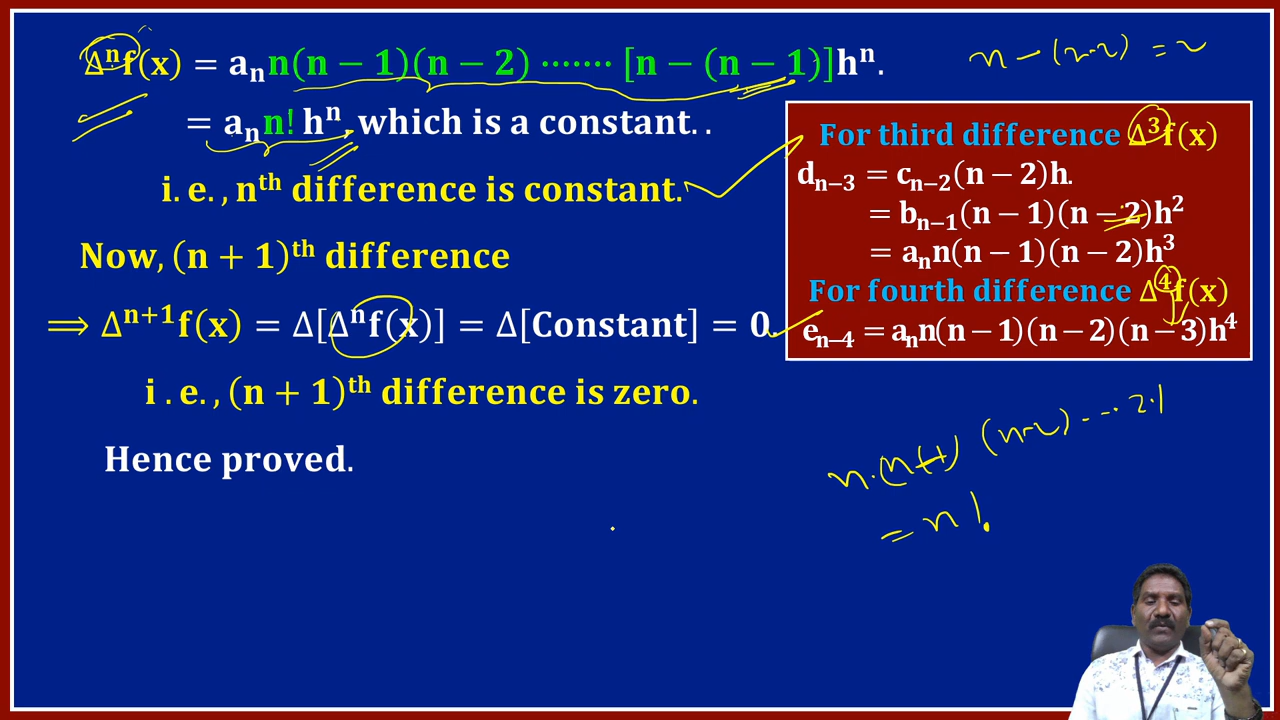 Δⁿf(x) = aₙn(n − 1)(n − 2) ······· [n − (n − 1)]hⁿ.
= aₙn! hⁿ, which is a constant..
i.e., nᵗʰ difference is constant.
Now, (n + 1)ᵗʰ difference
⟹ Δⁿ⁺¹f(x) = Δ[Δⁿf(x)] = Δ[Constant] = 0.
i .e., (n + 1)ᵗʰ difference is zero.
Hence proved.
n − (n-2) = 2
For third difference Δ³f(x)
dₙ₋₃ = cₙ₋₂(n − 2)h.
= bₙ₋₁(n − 1)(n − 2)h²
= aₙn(n − 1)(n − 2)h³
For fourth difference Δ⁴f(x)
eₙ₋₄ = aₙn(n − 1)(n − 2)(n − 3)h⁴
n.(n-1) (n-2) - - .. 2.1
= n!.